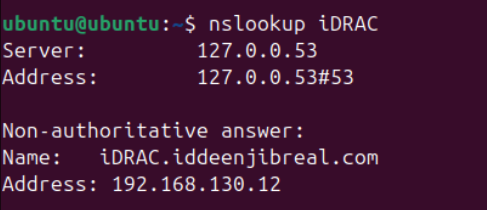 ubuntu@ubuntu:~$ nslookup iDRAC
Server:         127.0.0.53
Address:        127.0.0.53#53

Non-authoritative answer:
Name:   iDRAC.iddeenjibreal.com
Address: 192.168.130.12